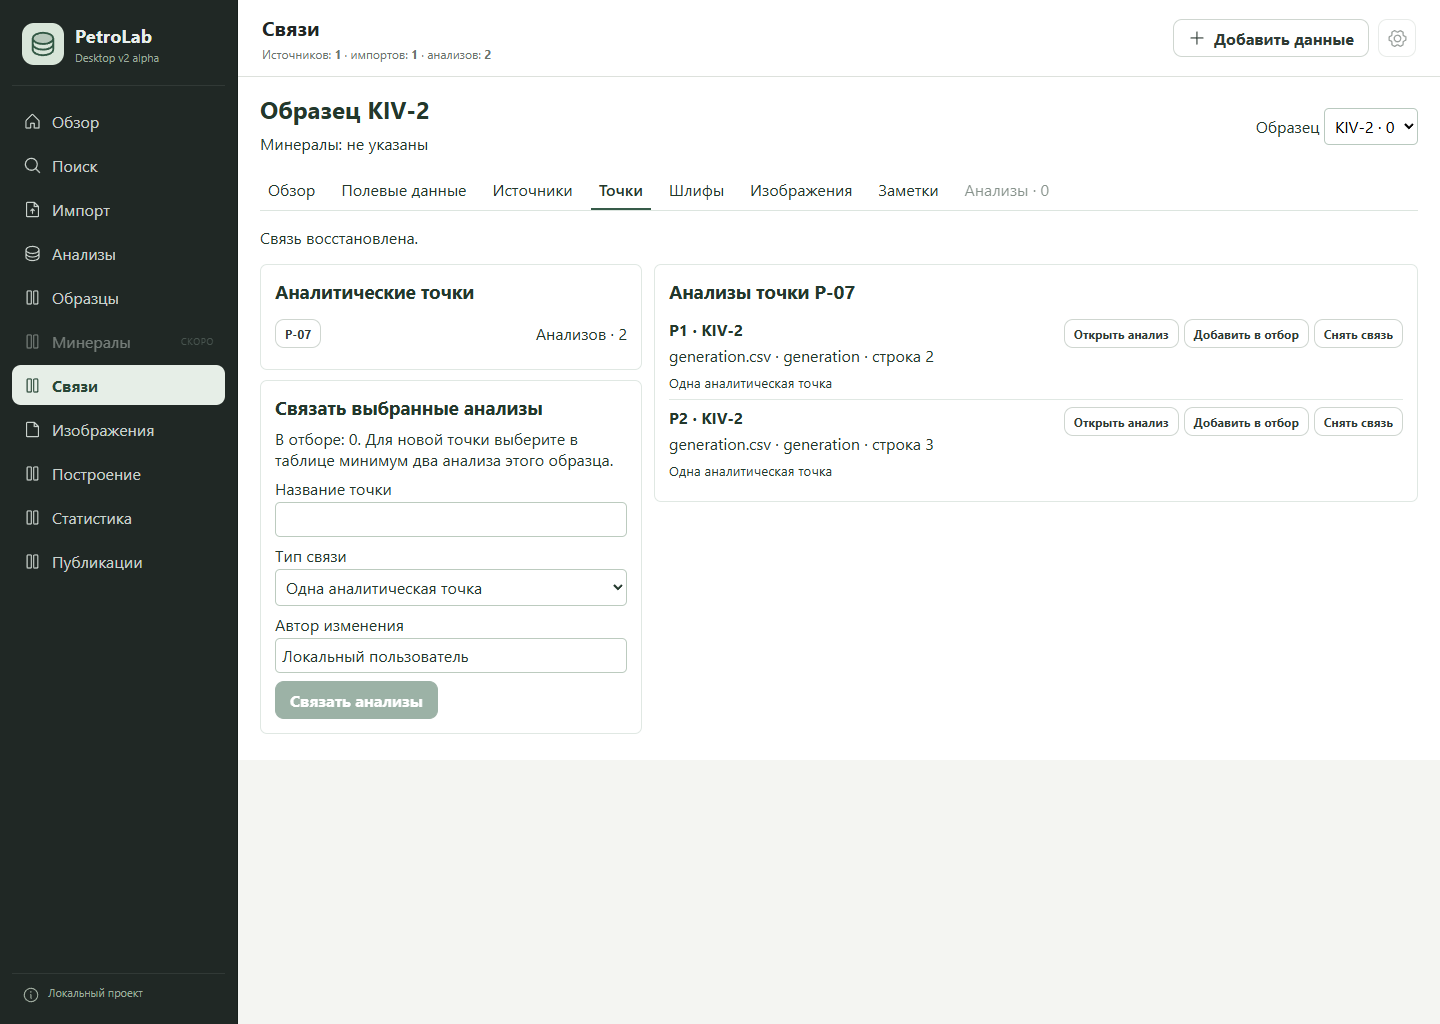 PetroLab
Desktop v2 alpha
Обзор
Поиск
Импорт
Анализы
Образцы
Минералы СКОРО
Связи
Изображения
Построение
Статистика
Публикации
Локальный проект
Связи
Источников: 1 · импортов: 1 · анализов: 2
Добавить данные
Образец KIV-2
Минералы: не указаны
Образец KIV-2 · 0
Обзор Полевые данные Источники Точки Шлифы Изображения Заметки Анализы · 0
Связь восстановлена.
Аналитические точки
P-07 Анализов · 2
Связать выбранные анализы
В отборе: 0. Для новой точки выберите в
таблице минимум два анализа этого образца.
Название точки
Тип связи
Одна аналитическая точка
Автор изменения
Локальный пользователь
Связать анализы
Анализы точки P-07
P1 · KIV-2
Открыть анализ Добавить в отбор Снять связь
generation.csv · generation · строка 2
Одна аналитическая точка
P2 · KIV-2
Открыть анализ Добавить в отбор Снять связь
generation.csv · generation · строка 3
Одна аналитическая точка